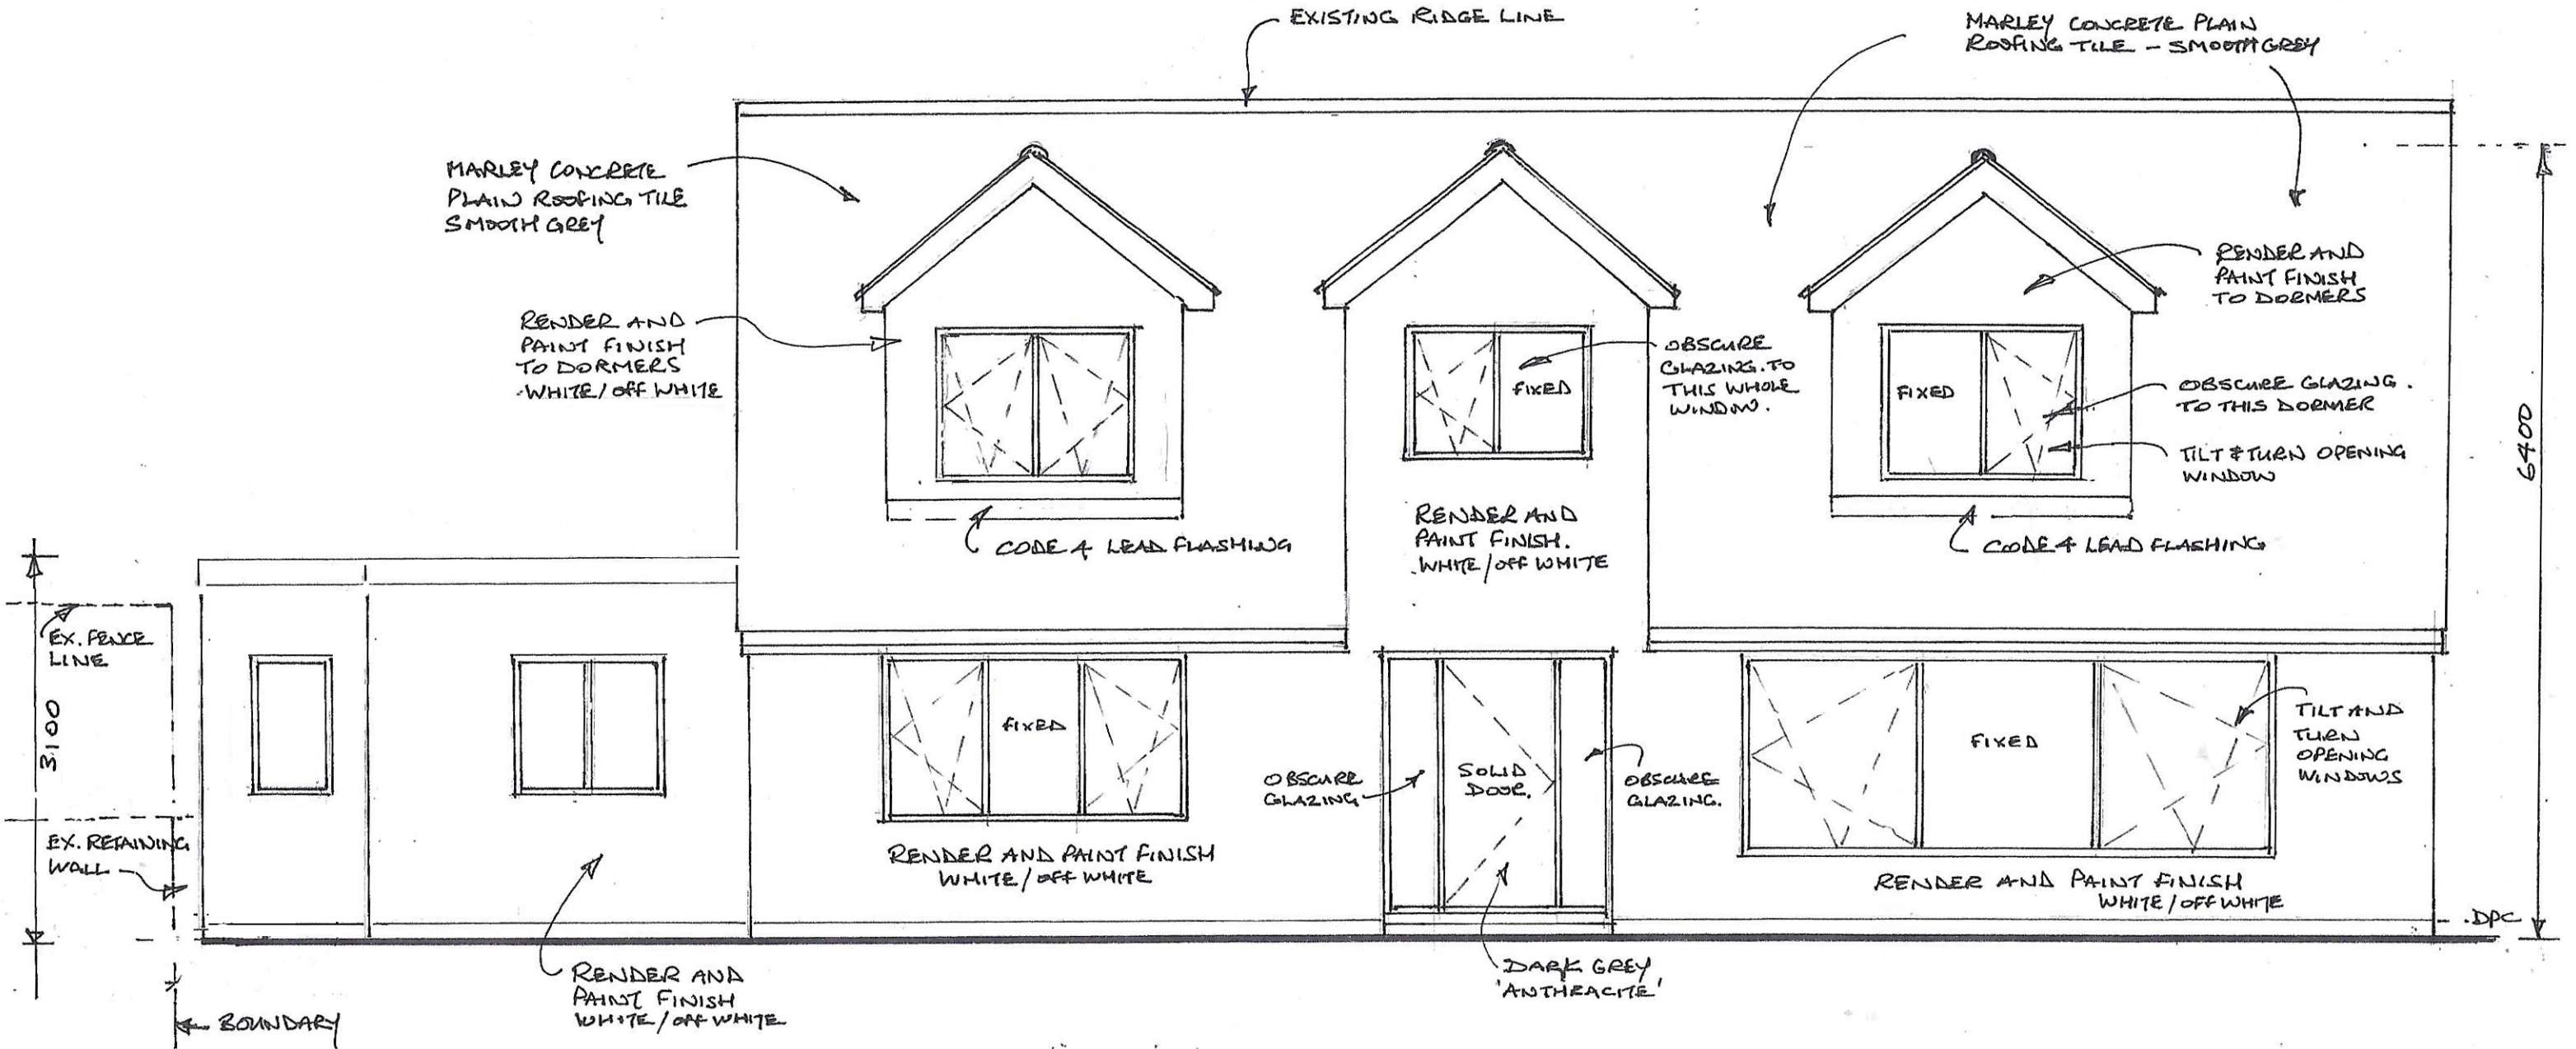 EXISTING RIDGE LINE
MARLEY CONCRETE PLAIN
ROOFING TILE - SMOOTH GREY
MARLEY CONCRETE
PLAIN ROOFING TILE
SMOOTH GREY
RENDER AND
PAINT FINISH
TO DORMERS
RENDER AND
PAINT FINISH
TO DORMERS
WHITE/OFF WHITE
OBSCURE
GLAZING. TO
THIS WHOLE
WINDOW.
FIXED
FIXED
OBSCURE GLAZING.
TO THIS DORMER
TILT & TURN OPENING
WINDOW
6400
CODE 4 LEAD FLASHING
RENDER AND
PAINT FINISH.
WHITE/OFF WHITE
CODE 4 LEAD FLASHING
EX. FENCE
LINE
3100
FIXED
OBSCURE
GLAZING
SOLID
DOOR.
OBSCURE
GLAZING.
FIXED
TILT AND
TURN
OPENING
WINDOWS
EX. RETAINING
WALL
RENDER AND PAINT FINISH
WHITE/OFF WHITE
RENDER AND PAINT FINISH
WHITE/OFF WHITE
DPC
RENDER AND
PAINT FINISH
WHITE/OFF WHITE
DARK GREY
'ANTHRACITE'
BOUNDARY